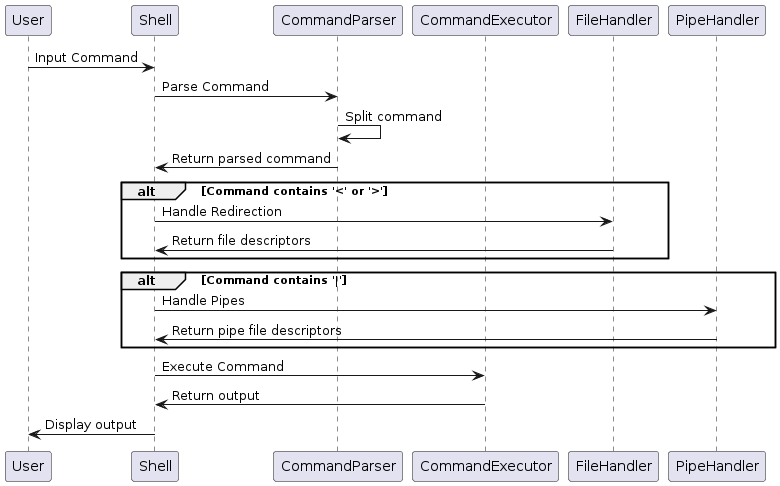 User Shell CommandParser CommandExecutor FileHandler PipeHandler
Input Command
Parse Command
Split command
Return parsed command
alt [Command contains '<' or '>']
Handle Redirection
Return file descriptors
alt [Command contains '|']
Handle Pipes
Return pipe file descriptors
Execute Command
Return output
Display output
User Shell CommandParser CommandExecutor FileHandler PipeHandler